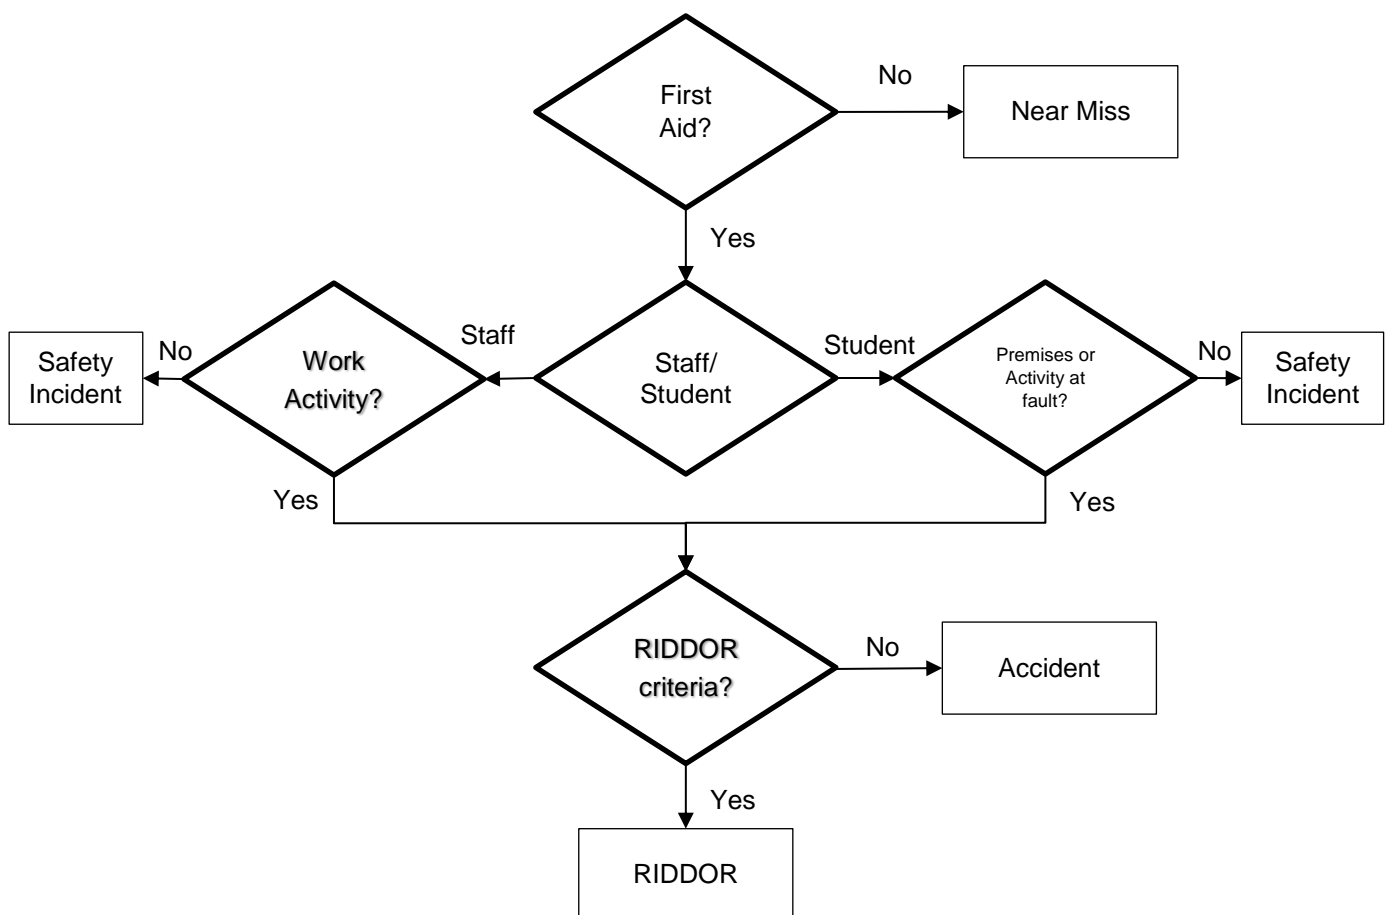 First
Aid?
No
Near Miss
Yes
Safety
Incident
No
Work
Activity?
Staff
Staff/
Student
Student
Premises or
Activity at
fault?
No
Safety
Incident
Yes
Yes
RIDDOR
criteria?
No
Accident
Yes
RIDDOR